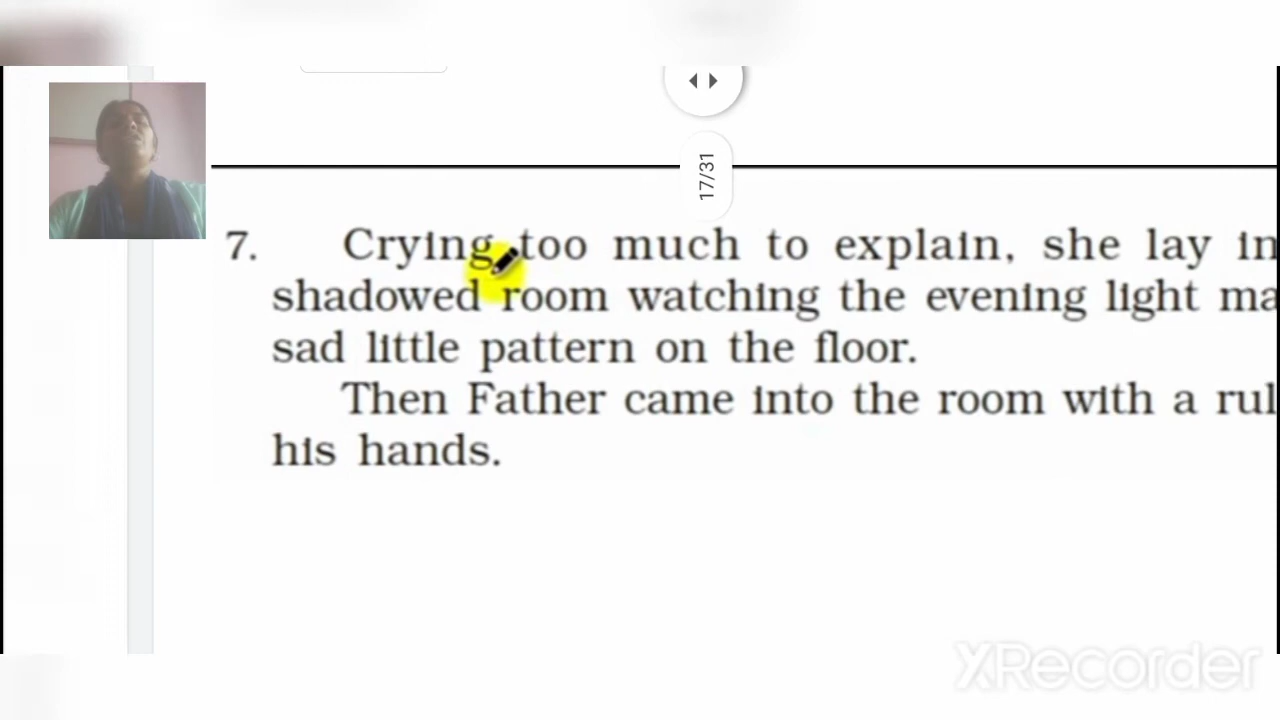 17/31
7. Crying too much to explain, she lay in
shadowed room watching the evening light
sad little pattern on the floor.
Then Father came into the room with a
his hands.
XRecorder